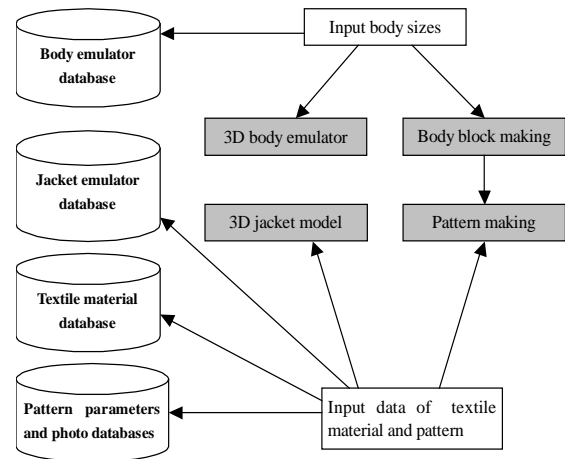 Input body sizes
Body emulator
database
3D body emulator
Body block making
Jacket emulator
database
3D jacket model
Pattern making
Textile material
database
Pattern parameters
and photo databases
Input data of textile
material and pattern